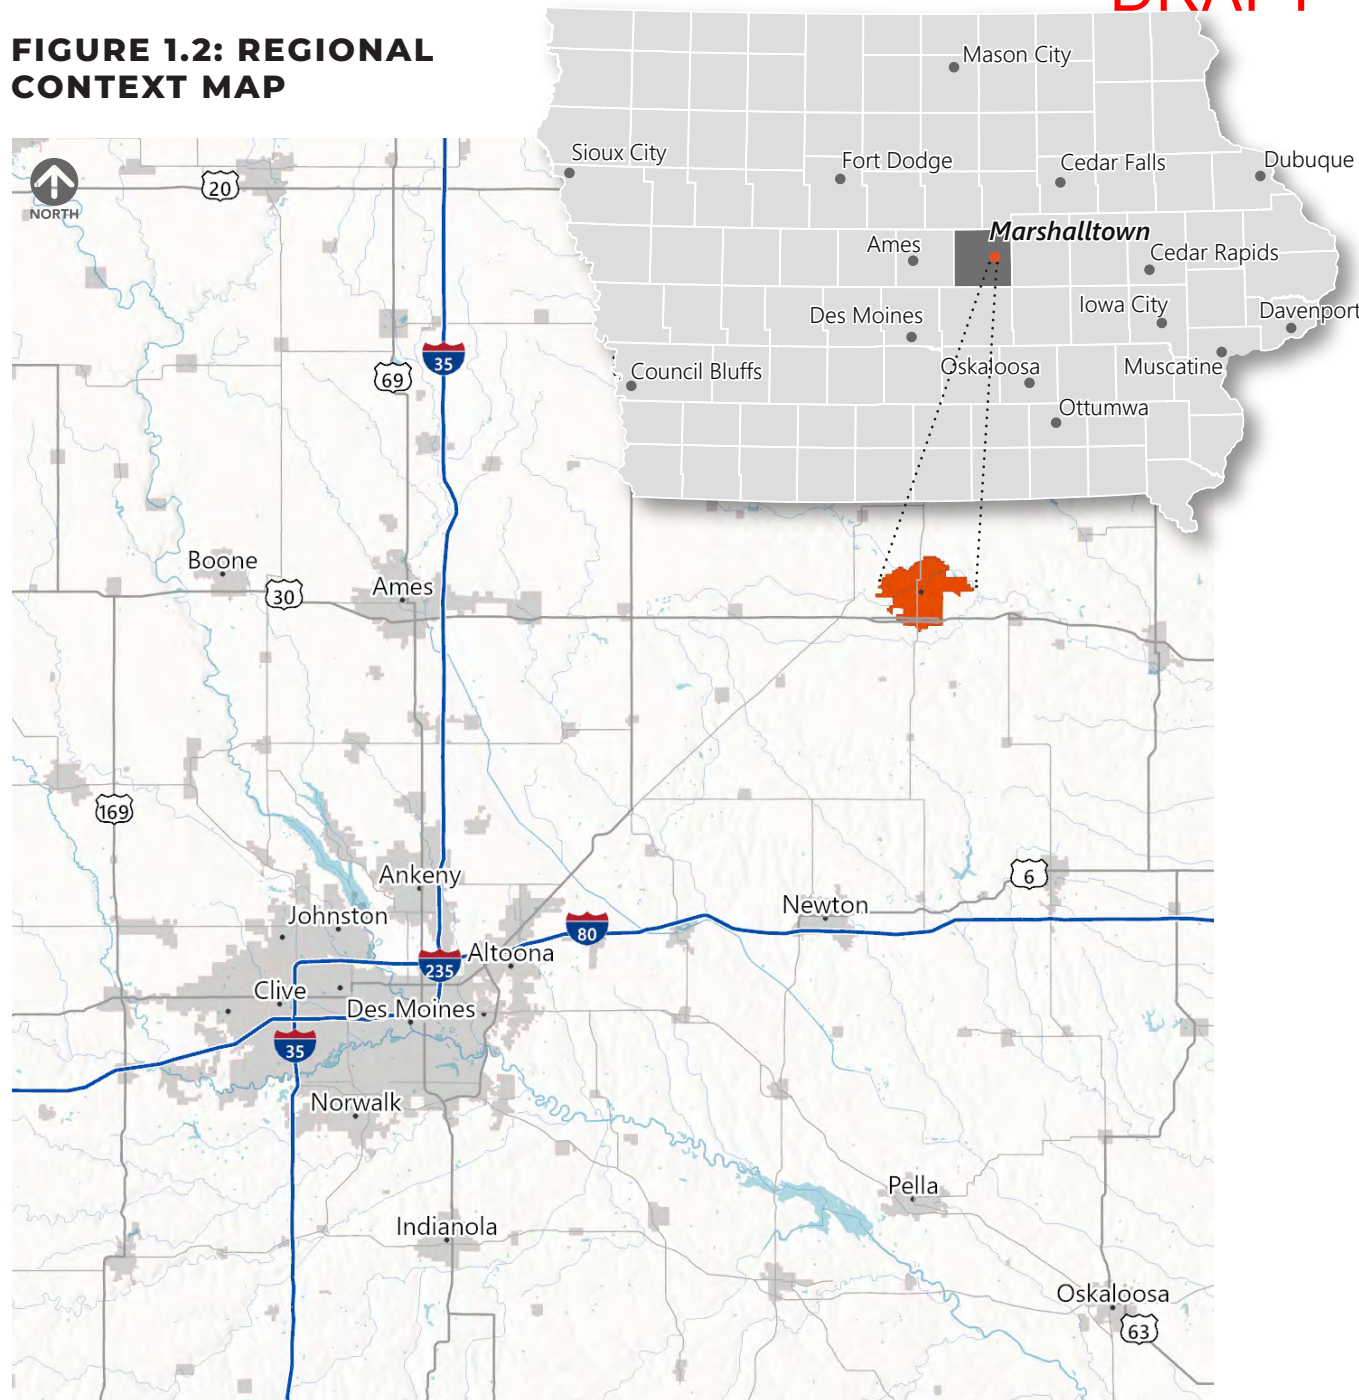 DRAFT
FIGURE 1.2: REGIONAL
CONTEXT MAP
Mason City
Sioux City
Fort Dodge
Cedar Falls
Dubuque
Marshalltown
Ames
Cedar Rapids
Iowa City
Des Moines
Davenport
Oskaloosa
Muscatine
Council Bluffs
Ottumwa
NORTH
20
35
69
Boone
30
Ames
169
Ankeny
6
Newton
Johnston
80
Altoona
235
Clive
Des Moines
35
Norwalk
Pella
Indianola
Oskaloosa
63